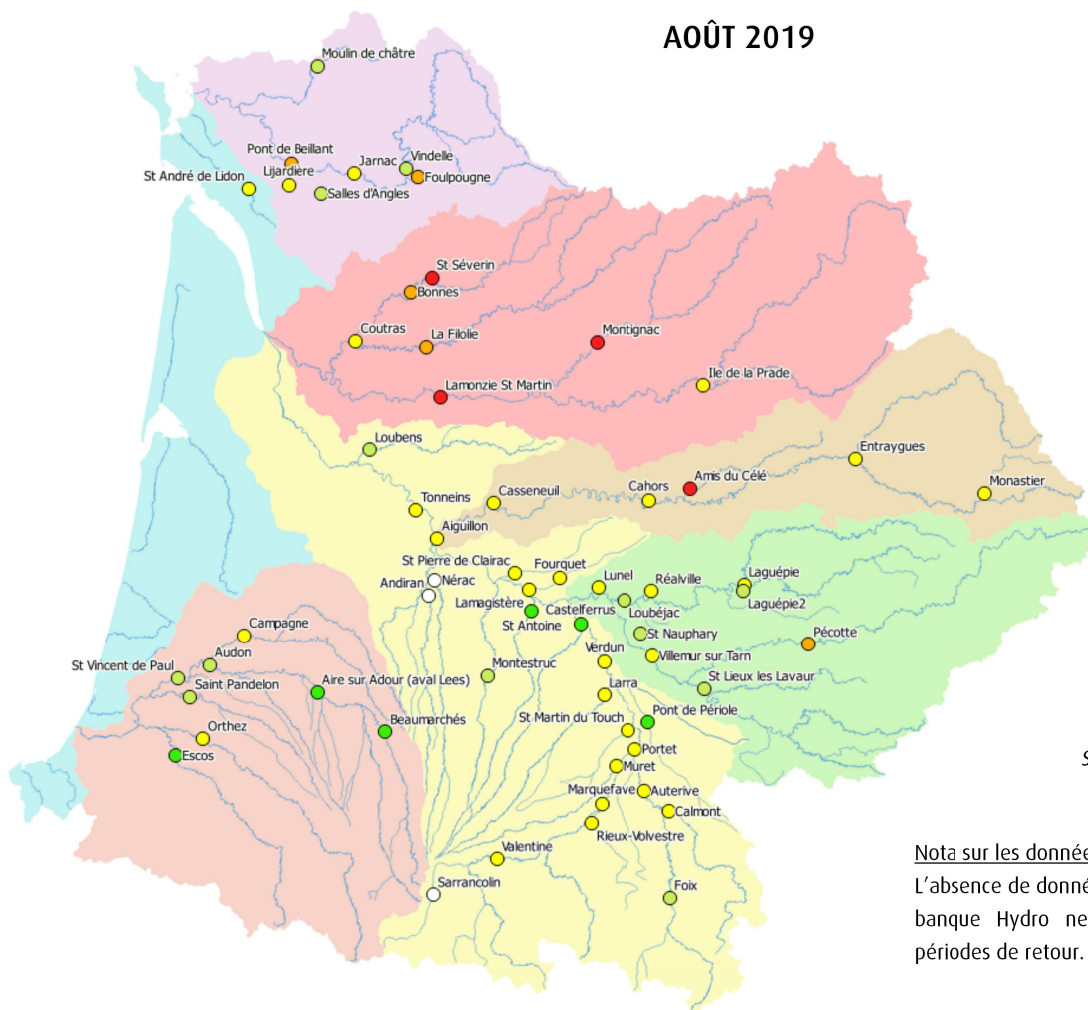 AOÛT 2019
Moulin de châtre
Pont de Beillant
Jarnac
Vindelle
Lijardière
Foulpougne
St André de Lidon
Salles d'Angles
St Séverin
Bonnes
Coutras
La Filolie
Montignac
Ile de la Prade
Lamonzie St Martin
Loubens
Entraygues
Amis du Célé
Monastier
Casseneuil
Cahors
Tonneins
Aiguillon
St Pierre de Clairac
Fourquet
Nérac
Andiran
Lunel
Réalville
Laguépie
Laguépie2
Lamagistère
Castelferrus
Loubéjac
St Antoine
St Nauphary
Pécotte
Campagne
Verdun
Villemur sur Tarn
Audon
St Vincent de Paul
Montestruc
St Lieux les Lavaur
Aire sur Adour (aval Lees)
Saint Pandelon
Larra
Pont de Périole
St Martin du Touch
Beaumarchés
Orthez
Portet
Escos
Muret
S
Marquefave
Auterive
Calmont
Rieux-Volvestre
Valentine
Sarrancolin
Foix
Nota sur les donnée
L'absence de donné
banque Hydro ne
périodes de retour.